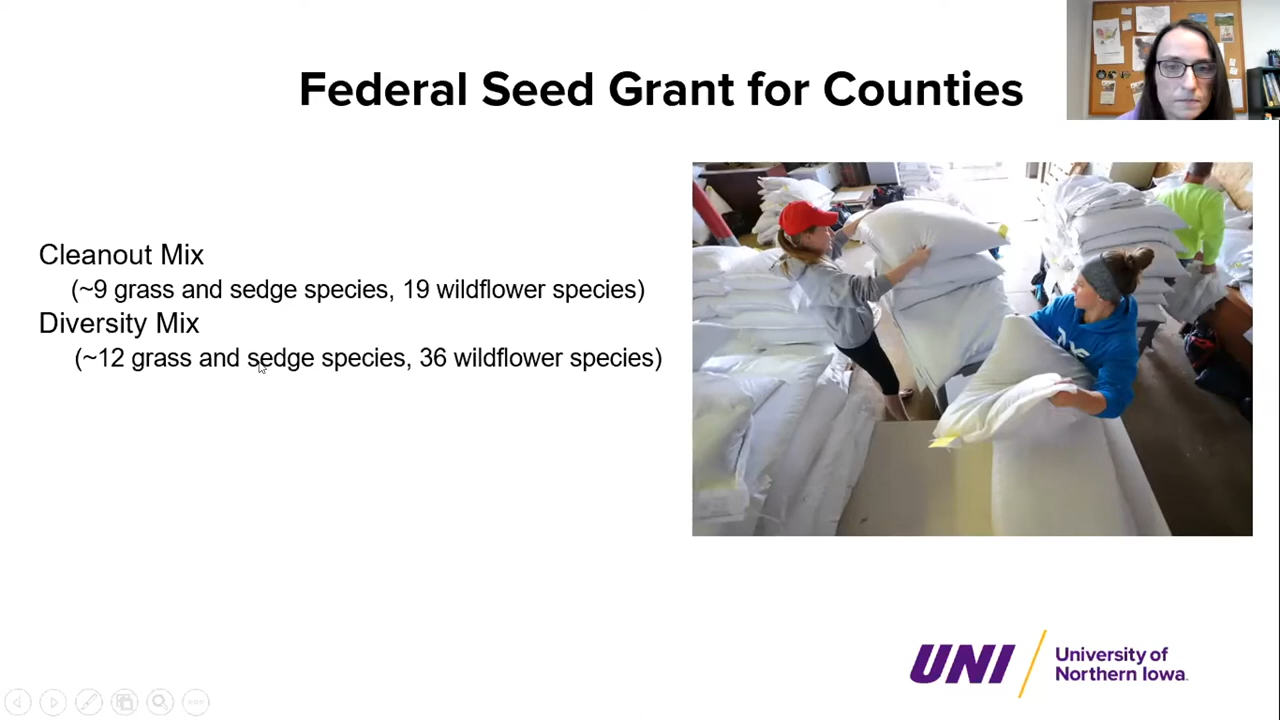 Federal Seed Grant for Counties
Cleanout Mix
(~9 grass and sedge species, 19 wildflower species)
Diversity Mix
(~12 grass and sedge species, 36 wildflower species)
UNI
University of
Northern Iowa.